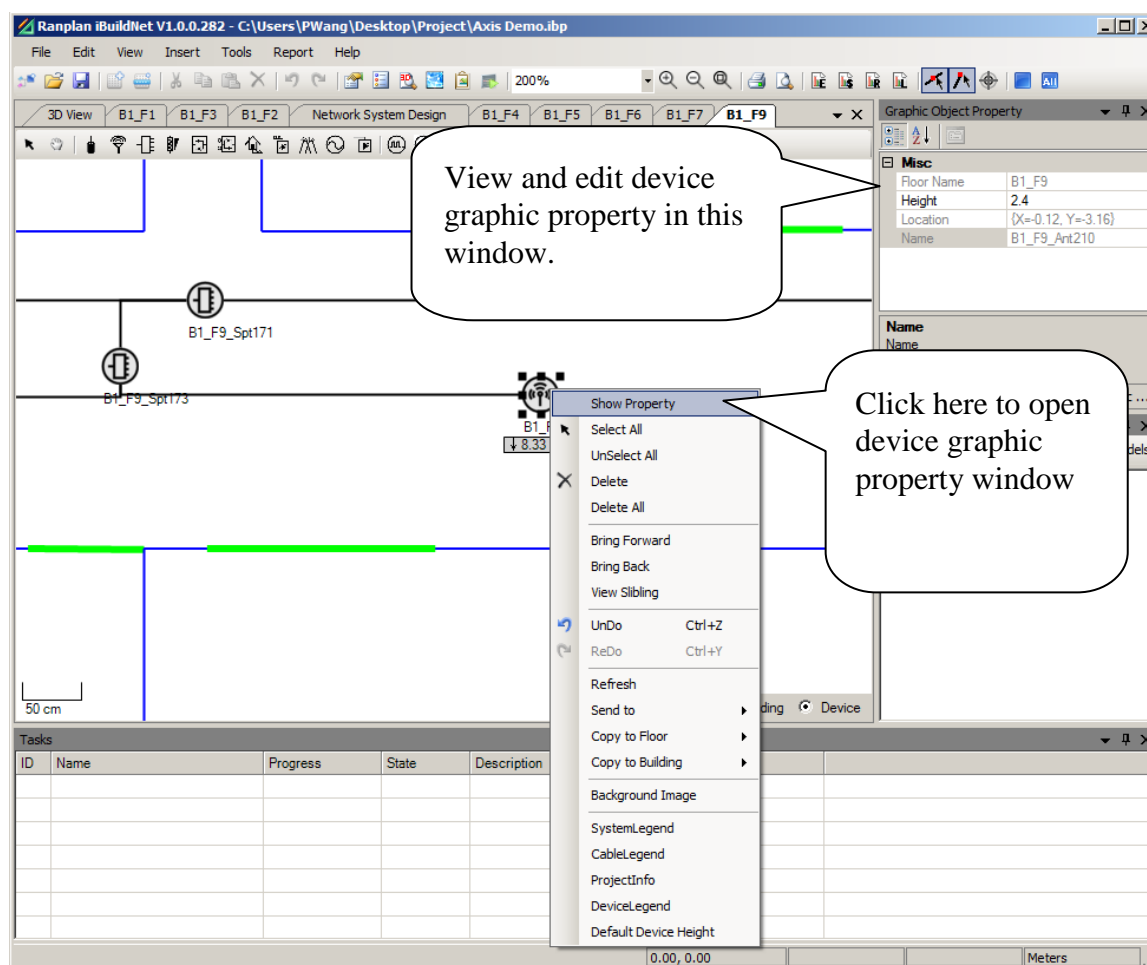 Ranplan iBuildNet V1.0.0.282 - C:\Users\PWang\Desktop\Project\Axis Demo.ibp
File Edit View Insert Tools Report Help
200%
3D View B1_F1 B1_F3 B1_F2 Network System Design B1_F4 B1_F5 B1_F6 B1_F7 B1_F9
Graphic Object Property
Misc
Floor Name B1_F9
Height 2.4
Location {X=-0.12, Y=-3.16}
Name B1_F9_Ant210
Name
Name
View and edit device
graphic property in this
window.
B1_F9_Spt171
B1_F9_Spt173
8.33
Click here to open
device graphic
property window
Show Property
Select All
UnSelect All
Delete
Delete All
Bring Forward
Bring Back
View Slibling
UnDo Ctrl+Z
ReDo Ctrl+Y
Refresh
Send to
Copy to Floor
Copy to Building
Background Image
SystemLegend
CableLegend
ProjectInfo
DeviceLegend
Default Device Height
50 cm
Device
Tasks
ID Name Progress State Description
0.00, 0.00 Meters